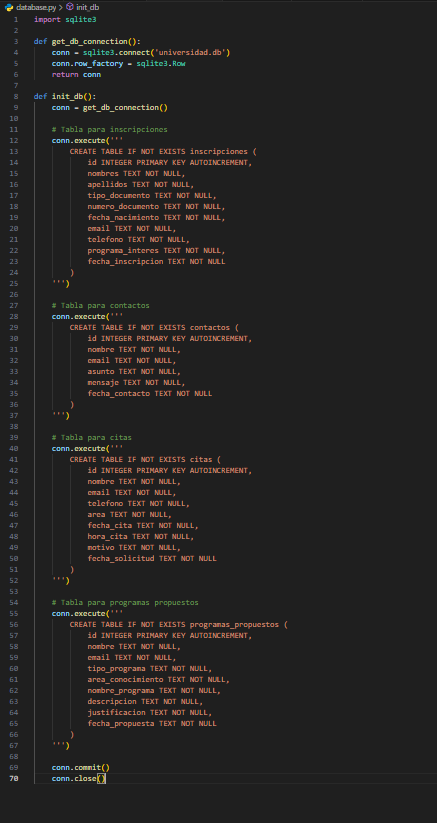 database.py > init_db
1 import sqlite3
2
3 def get_db_connection():
4     conn = sqlite3.connect('universidad.db')
5     conn.row_factory = sqlite3.Row
6     return conn
7
8 def init_db():
9     conn = get_db_connection()
10
11     # Tabla para inscripciones
12     conn.execute('''
13         CREATE TABLE IF NOT EXISTS inscripciones (
14             id INTEGER PRIMARY KEY AUTOINCREMENT,
15             nombres TEXT NOT NULL,
16             apellidos TEXT NOT NULL,
17             tipo_documento TEXT NOT NULL,
18             numero_documento TEXT NOT NULL,
19             fecha_nacimiento TEXT NOT NULL,
20             email TEXT NOT NULL,
21             telefono TEXT NOT NULL,
22             programa_interes TEXT NOT NULL,
23             fecha_inscripcion TEXT NOT NULL
24         )
25     ''')
26
27     # Tabla para contactos
28     conn.execute('''
29         CREATE TABLE IF NOT EXISTS contactos (
30             id INTEGER PRIMARY KEY AUTOINCREMENT,
31             nombre TEXT NOT NULL,
32             email TEXT NOT NULL,
33             asunto TEXT NOT NULL,
34             mensaje TEXT NOT NULL,
35             fecha_contacto TEXT NOT NULL
36         )
37     ''')
38
39     # Tabla para citas
40     conn.execute('''
41         CREATE TABLE IF NOT EXISTS citas (
42             id INTEGER PRIMARY KEY AUTOINCREMENT,
43             nombre TEXT NOT NULL,
44             email TEXT NOT NULL,
45             telefono TEXT NOT NULL,
46             area TEXT NOT NULL,
47             fecha_cita TEXT NOT NULL,
48             hora_cita TEXT NOT NULL,
49             motivo TEXT NOT NULL,
50             fecha_solicitud TEXT NOT NULL
51         )
52     ''')
53
54     # Tabla para programas propuestos
55     conn.execute('''
56         CREATE TABLE IF NOT EXISTS programas_propuestos (
57             id INTEGER PRIMARY KEY AUTOINCREMENT,
58             nombre TEXT NOT NULL,
59             email TEXT NOT NULL,
60             tipo_programa TEXT NOT NULL,
61             area_conocimiento TEXT NOT NULL,
62             nombre_programa TEXT NOT NULL,
63             descripcion TEXT NOT NULL,
64             justificacion TEXT NOT NULL,
65             fecha_propuesta TEXT NOT NULL
66         )
67     ''')
68
69     conn.commit()
70     conn.close()